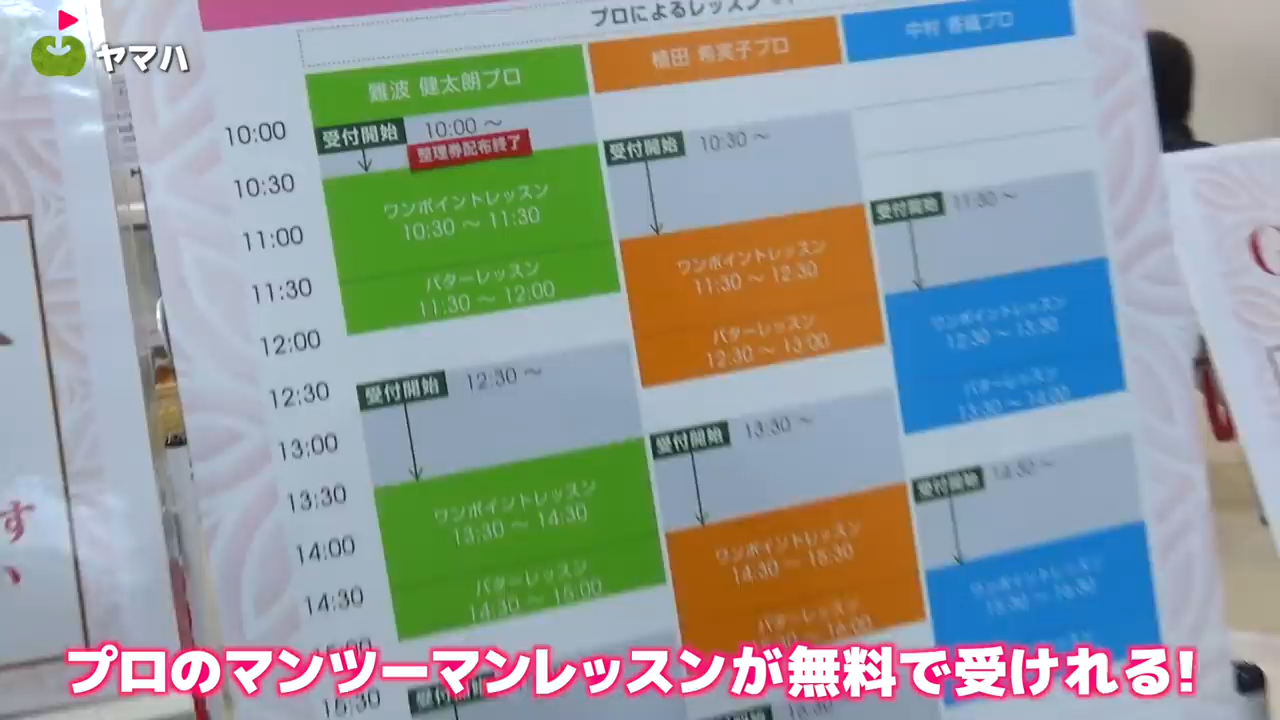 ヤマハ
プロによるレッスン
難波 健太朗プロ
植田 希実子プロ
中村 香織プロ
10:00
10:30
11:00
11:30
12:00
12:30
13:00
13:30
14:00
14:30
15:00
15:30
受付開始 10:00 ～
整理券配布終了
ワンポイントレッスン
10:30 ～ 11:30
パターレッスン
11:30 ～ 12:00
受付開始 12:30 ～
ワンポイントレッスン
13:30 ～ 14:30
パターレッスン
14:30 ～ 15:00
受付開始
受付開始 10:30 ～
ワンポイントレッスン
11:30 ～ 12:30
パターレッスン
12:30 ～ 13:00
受付開始 13:30 ～
ワンポイントレッスン
14:30 ～ 15:30
パターレッスン
受付開始 11:30 ～
ワンポイントレッスン
12:30 ～ 13:30
パターレッスン
13:30 ～ 14:00
受付開始 14:30 ～
ワンポイントレッスン
15:30 ～ 16:30
す
プロのマンツーマンレッスンが無料で受けれる!